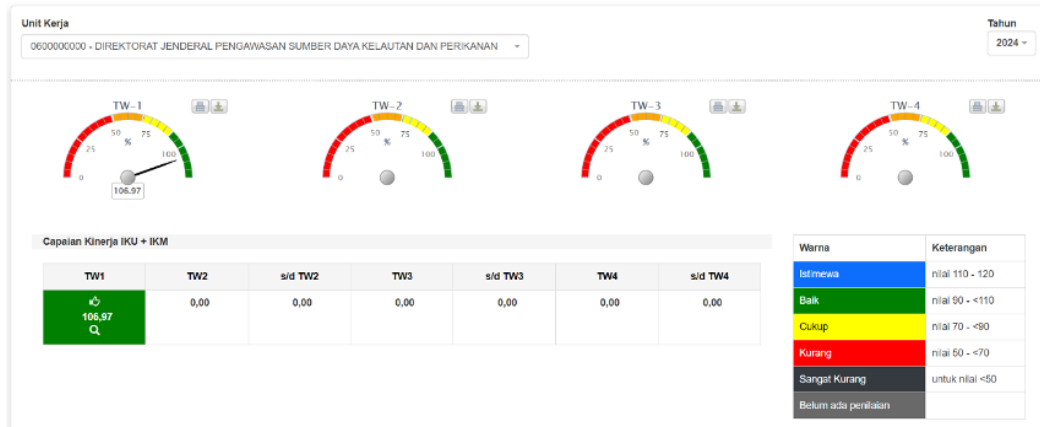 Unit Kerja
Tahun
0600000000 - DIREKTORAT JENDERAL PENGAWASAN SUMBER DAYA KELAUTAN DAN PERIKANAN
2024
TW-1
0
25
50
75
100
%
106.97
TW-2
0
25
50
75
100
%
TW-3
0
25
50
75
100
%
TW-4
0
25
50
75
100
%
Capaian Kinerja IKU + IKM
TW1 TW2 s/d TW2 TW3 s/d TW3 TW4 s/d TW4
106,97 0,00 0,00 0,00 0,00 0,00 0,00
Warna Keterangan
Istimewa nilai 110 - 120
Baik nilai 90 - <110
Cukup nilai 70 - <90
Kurang nilai 50 - <70
Sangat Kurang untuk nilai <50
Belum ada penilaian